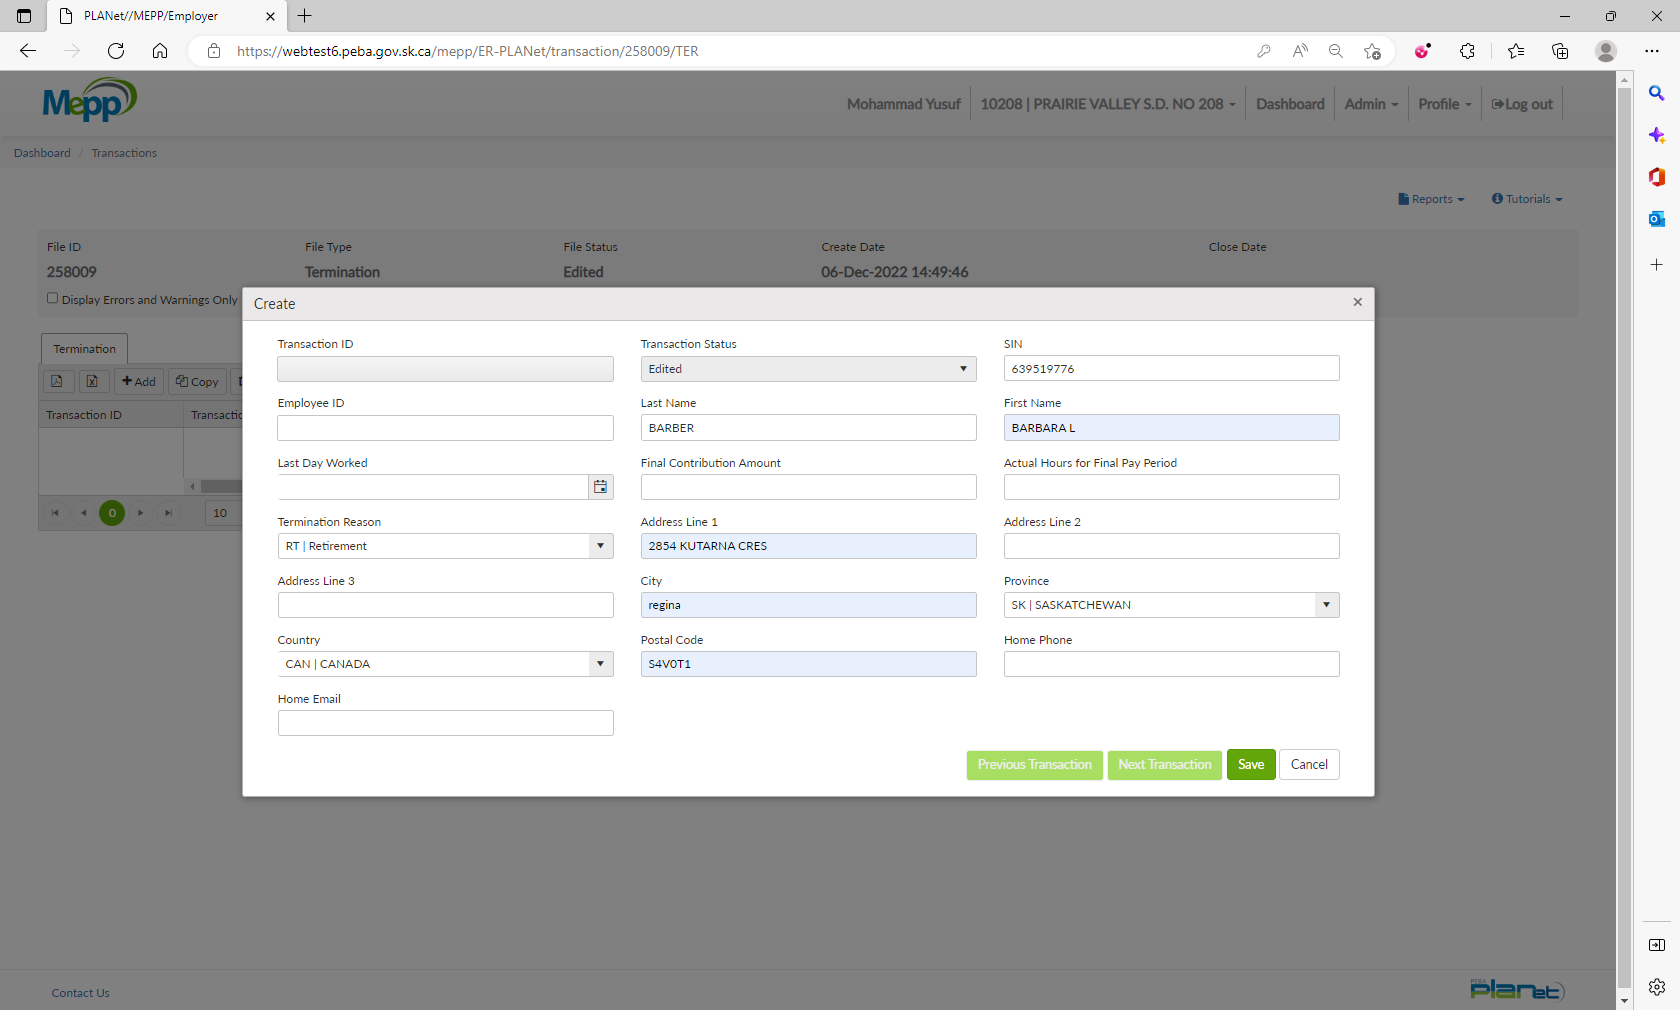 PLANet//MEPP/Employer
https://webtest6.peba.gov.sk.ca/mepp/ER-PLANet/transaction/258009/TER
Mepp
Mohammad Yusuf
10208 | PRAIRIE VALLEY S.D. NO 208
Dashboard
Admin
Profile
Log out
Dashboard / Transactions
Reports
Tutorials
File ID
File Type
File Status
Create Date
Close Date
258009
Termination
Edited
06-Dec-2022 14:49:46
Display Errors and Warnings Only
Create
Termination
Add
Copy
Transaction ID
0
10
Transaction ID
Transaction Status
SIN
Edited
639519776
Employee ID
Last Name
First Name
BARBER
BARBARA L
Last Day Worked
Final Contribution Amount
Actual Hours for Final Pay Period
Termination Reason
Address Line 1
Address Line 2
RT | Retirement
2854 KUTARNA CRES
Address Line 3
City
Province
regina
SK | SASKATCHEWAN
Country
Postal Code
Home Phone
CAN | CANADA
S4V0T1
Home Email
Previous Transaction
Next Transaction
Save
Cancel
Contact Us
Planet